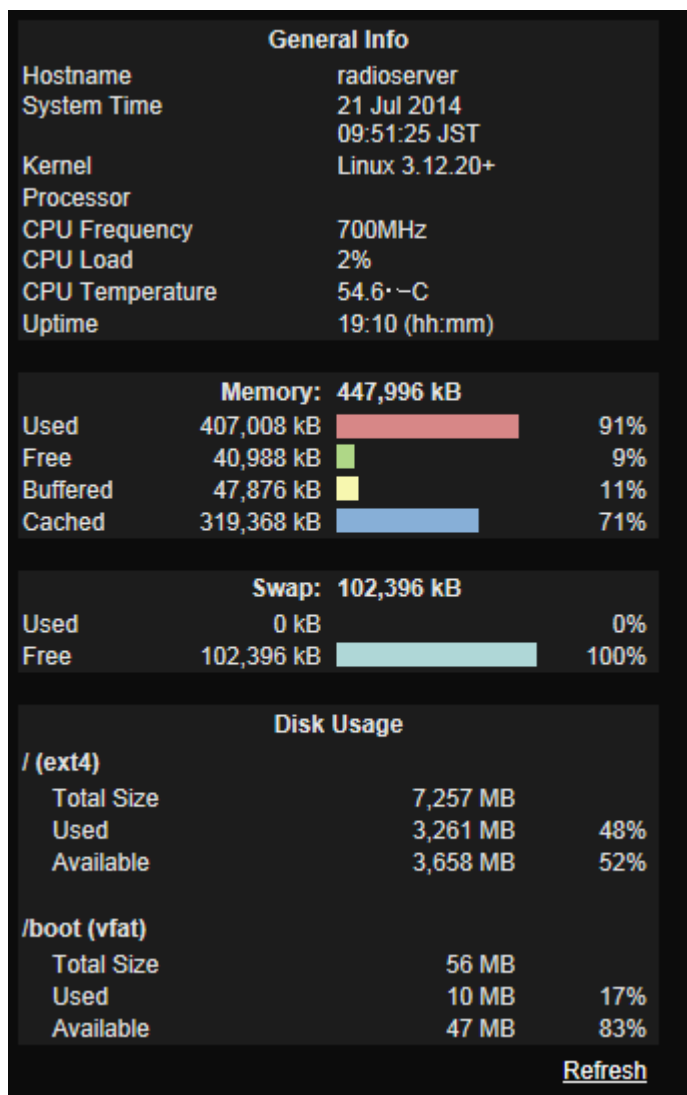 General Info
Hostname radioserver
System Time 21 Jul 2014
09:51:25 JST
Kernel Linux 3.12.20+
Processor
CPU Frequency 700MHz
CPU Load 2%
CPU Temperature 54.6･ｰC
Uptime 19:10 (hh:mm)
Memory: 447,996 kB
Used 407,008 kB 91%
Free 40,988 kB 9%
Buffered 47,876 kB 11%
Cached 319,368 kB 71%
Swap: 102,396 kB
Used 0 kB 0%
Free 102,396 kB 100%
Disk Usage
/ (ext4)
Total Size 7,257 MB
Used 3,261 MB 48%
Available 3,658 MB 52%
/boot (vfat)
Total Size 56 MB
Used 10 MB 17%
Available 47 MB 83%
Refresh